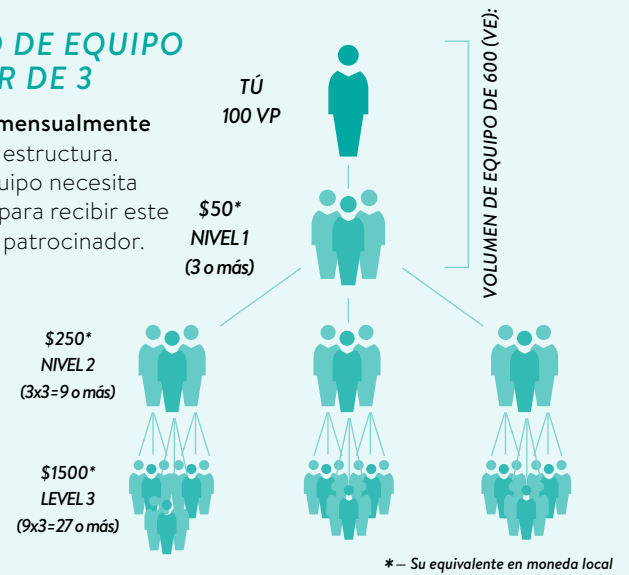 DE EQUIPO
DE 3
mensualmente
estructura.
necesita
para recibir este
patrocinador.
TÚ
100 VP
$50*
NIVEL 1
(3 o más)
VOLUMEN DE EQUIPO DE 600 (VE):
$250*
NIVEL 2
(3x3=9 o más)
$1500*
LEVEL 3
(9x3=27 o más)
* – Su equivalente en moneda local